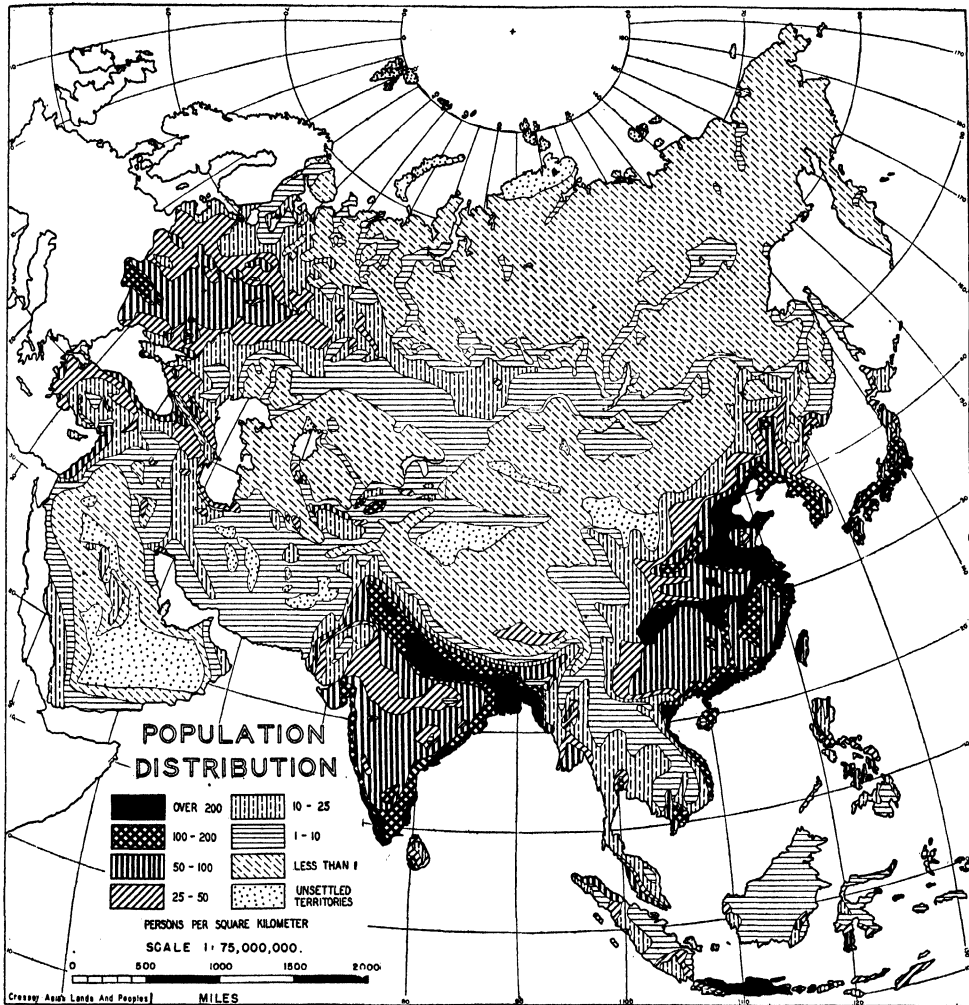 POPULATION
DISTRIBUTION
OVER 200
10 - 25
100 - 200
1 - 10
50 - 100
LESS THAN 1
25 - 50
UNSETTLED
TERRITORIES
PERSONS PER SQUARE KILOMETER
SCALE 1: 75,000,000.
0 500 1000 1500 2000
MILES
Cressey Asia's Lands And Peoples